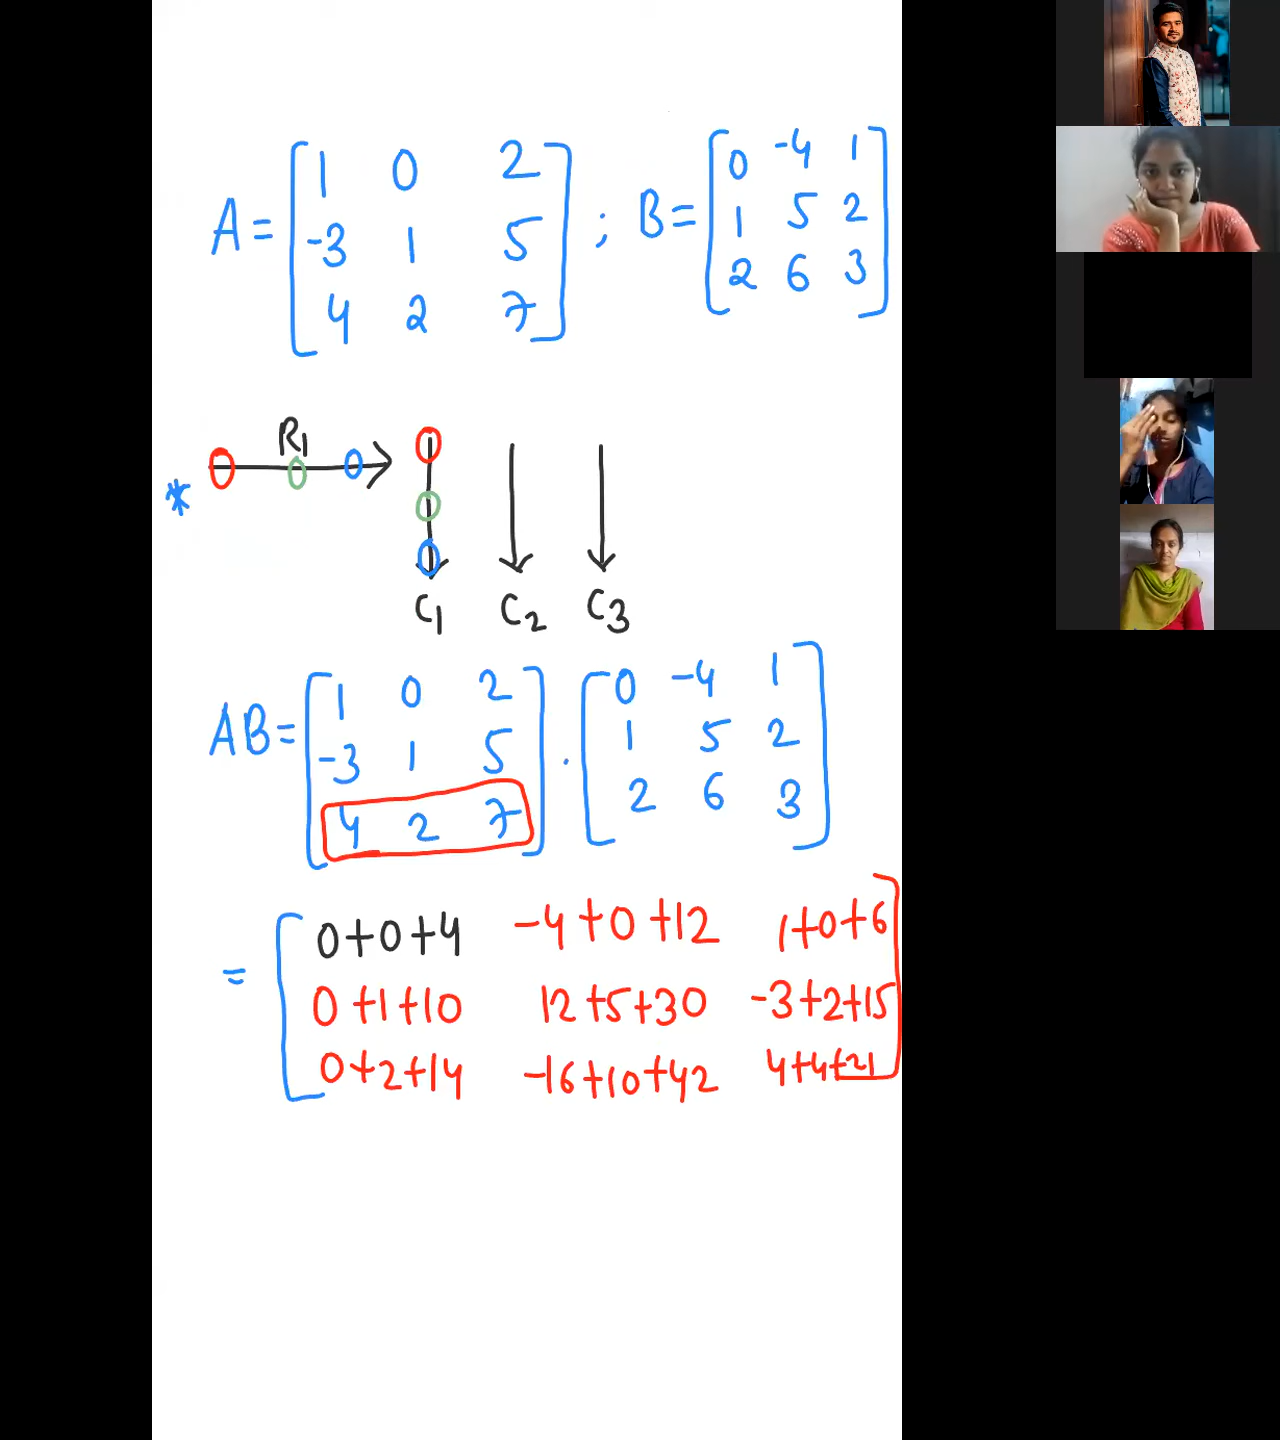 A = [ 1 0 2 ; B = [ 0 -4 1
-3 1 5 1 5 2
4 2 7 ] 2 6 3 ]
R1
*
C1 C2 C3
AB = [ 1 0 2 ] . [ 0 -4 1
-3 1 5 1 5 2
4 2 7 2 6 3 ]
= [ 0+0+4 -4+0+12 1+0+6
0+1+10 12+5+30 -3+2+15
0+2+14 -16+10+42 4+4+21 ]